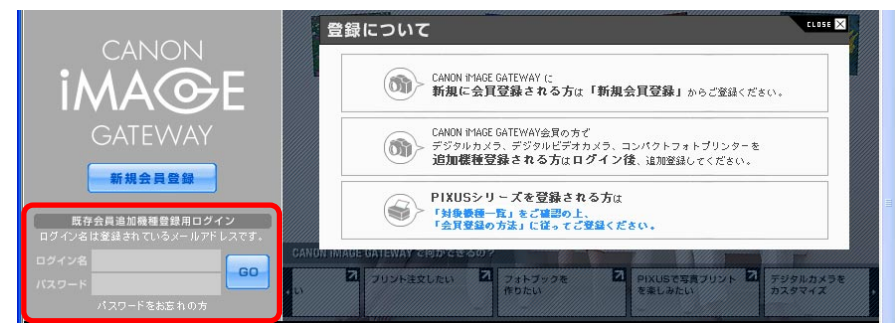 CANON
iMAGE
GATEWAY
新規会員登録
既存会員追加機種登録用ログイン
ログイン名は登録されているメールアドレスです。
ログイン名
パスワード
GO
パスワードをお忘れの方
登録について
CLOSE
CANON iMAGE GATEWAY に
新規に会員登録される方は「新規会員登録」からご登録ください。
CANON iMAGE GATEWAY会員の方で
デジタルカメラ、デジタルビデオカメラ、コンパクトフォトプリンターを
追加機種登録される方はログイン後、追加登録してください。
PIXUSシリーズを登録される方は
「対象機種一覧」をご確認の上、
「会員登録の方法」に従ってご登録ください。
CANON iMAGE GATEWAY で何ができるの?
い
プリント注文したい
フォトブックを
作りたい
PIXUSで写真プリント
を楽しみたい
デジタルカメラを
カスタマイズ